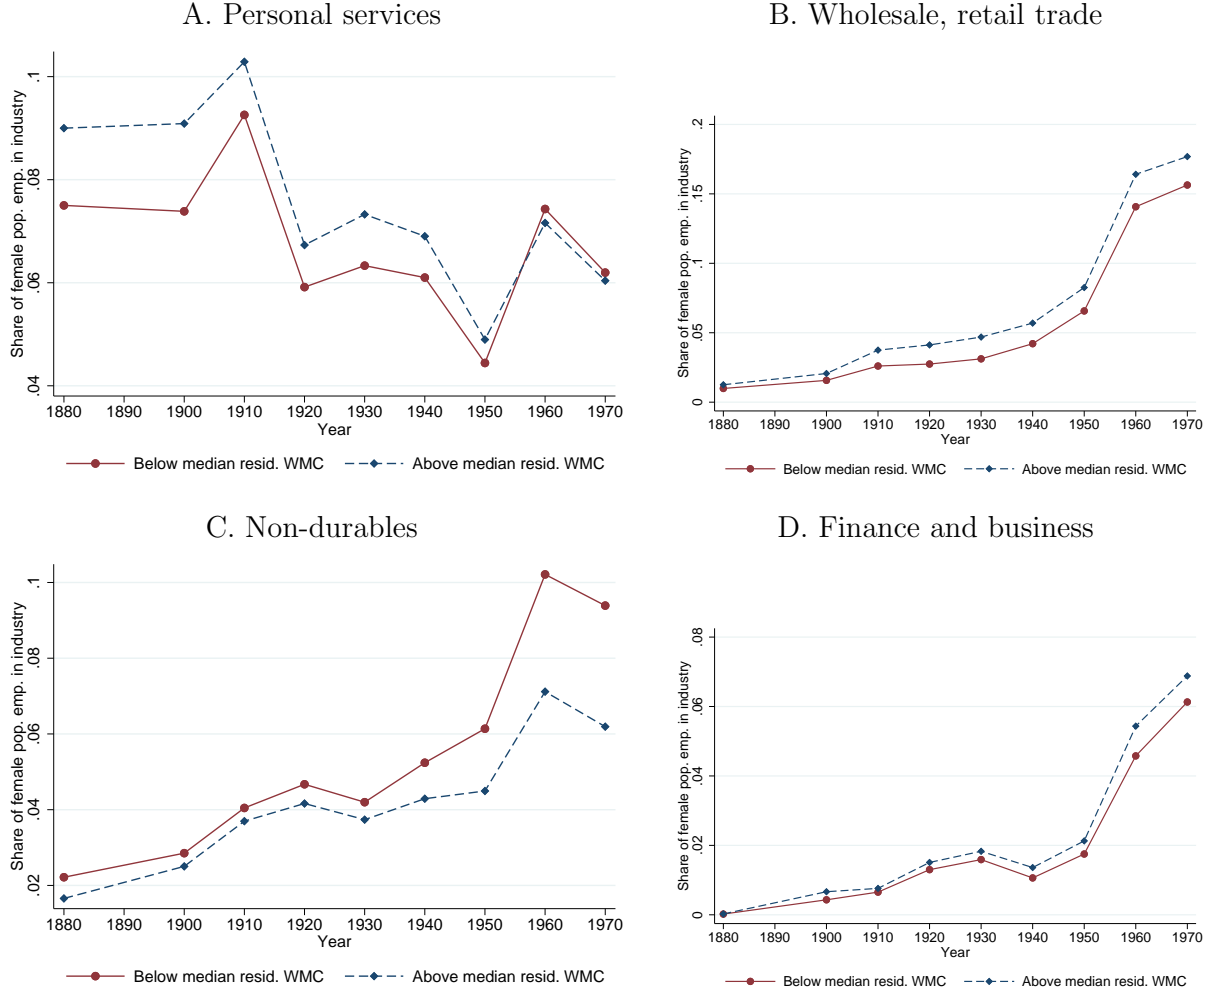 A. Personal services
Share of female pop. emp. in industry
.1
.08
.06
.04
1880 1890 1900 1910 1920 1930 1940 1950 1960 1970
Year
Below median resid. WMC Above median resid. WMC
B. Wholesale, retail trade
Share of female pop. emp. in industry
.2
.15
.1
.05
0
1880 1890 1900 1910 1920 1930 1940 1950 1960 1970
Year
Below median resid. WMC Above median resid. WMC
C. Non-durables
Share of female pop. emp. in industry
.1
.08
.06
.04
.02
1880 1890 1900 1910 1920 1930 1940 1950 1960 1970
Year
Below median resid. WMC Above median resid. WMC
D. Finance and business
Share of female pop. emp. in industry
.08
.06
.04
.02
0
1880 1890 1900 1910 1920 1930 1940 1950 1960 1970
Year
Below median resid. WMC Above median resid. WMC